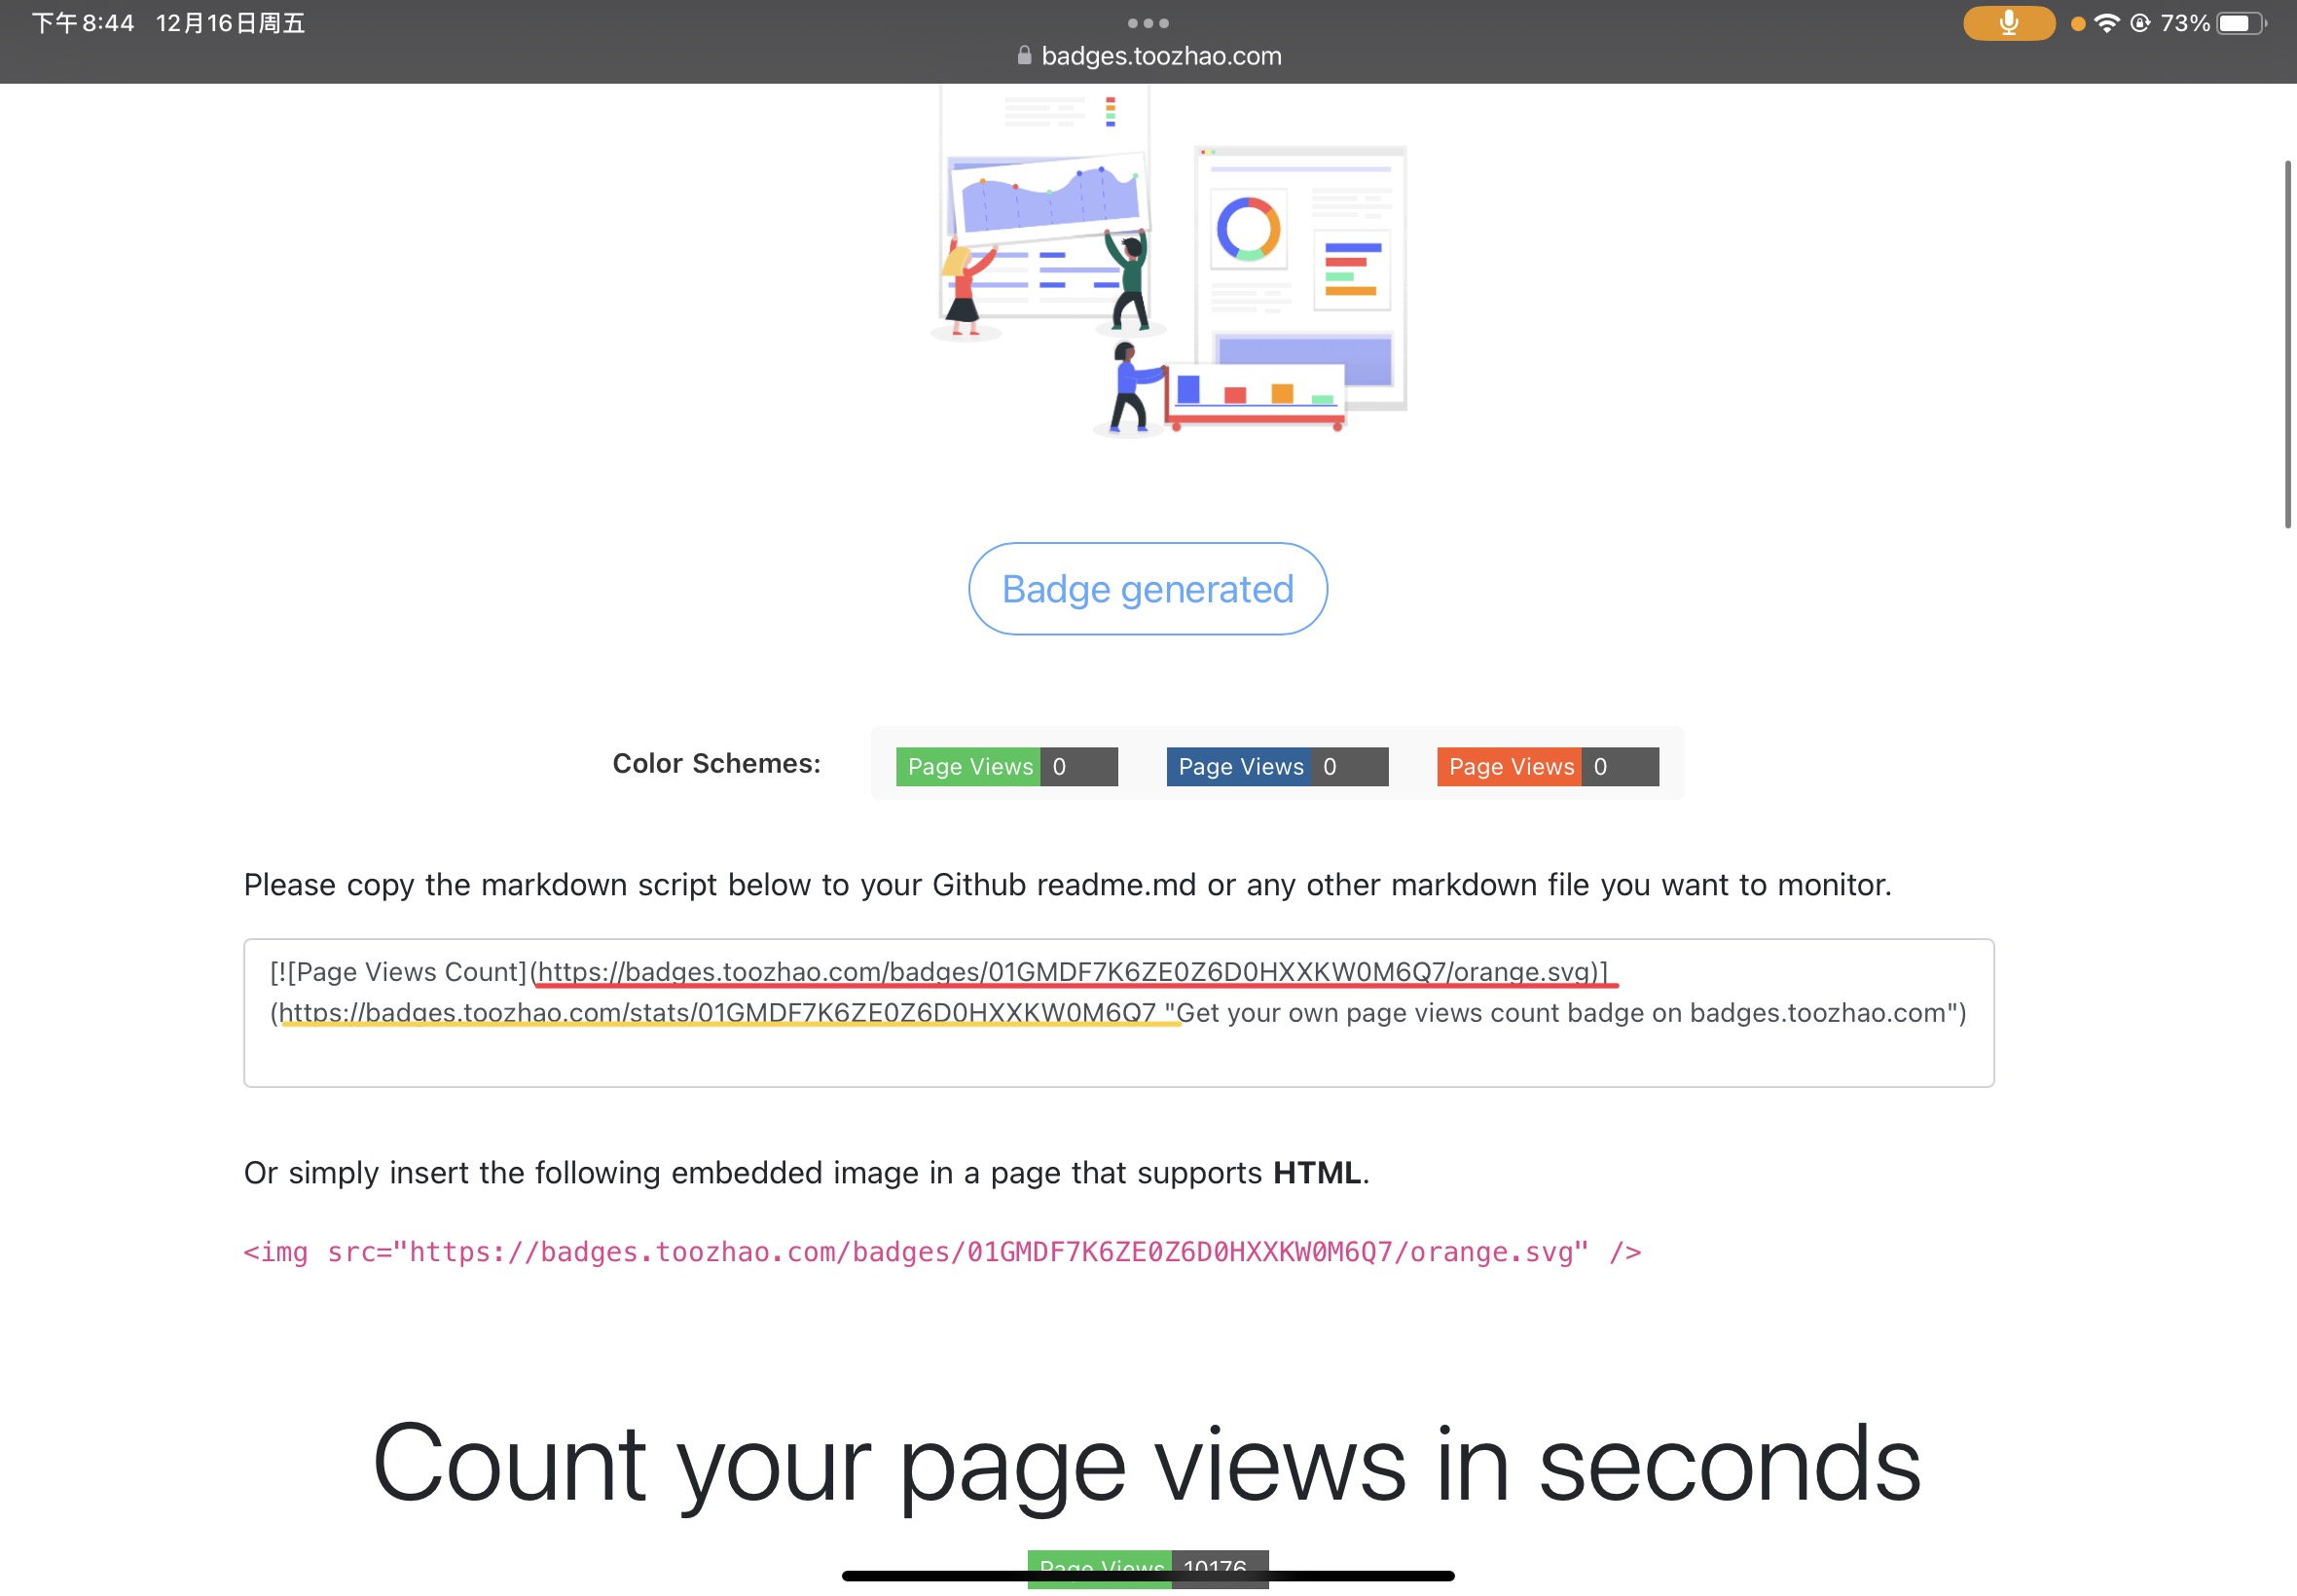 下午8:44 12月16日周五
73%
badges.toozhao.com
Badge generated
Color Schemes: Page Views 0 Page Views 0 Page Views 0
Please copy the markdown script below to your Github readme.md or any other markdown file you want to monitor.
[![Page Views Count](https://badges.toozhao.com/badges/01GMDF7K6ZE0Z6D0HXXKW0M6Q7/orange.svg)]
(https://badges.toozhao.com/stats/01GMDF7K6ZE0Z6D0HXXKW0M6Q7 "Get your own page views count badge on badges.toozhao.com")
Or simply insert the following embedded image in a page that supports HTML.
<img src="https://badges.toozhao.com/badges/01GMDF7K6ZE0Z6D0HXXKW0M6Q7/orange.svg" />
Count your page views in seconds
Page Views 10176